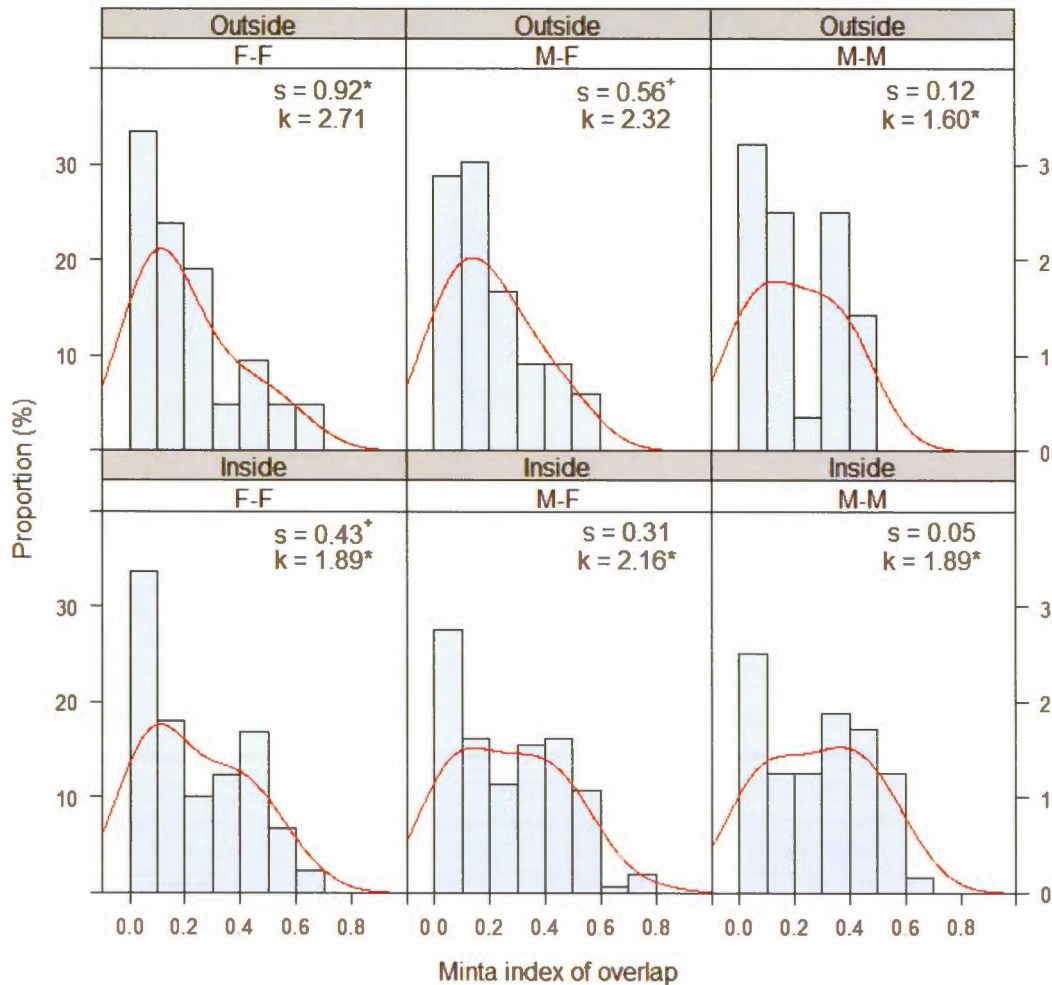 Outside Outside Outside
F-F M-F M-M
s = 0.92* s = 0.56+ s = 0.12
k = 2.71 k = 2.32 k = 1.60*
30 3
20 2
10 1
0
Inside Inside Inside
F-F M-F M-M
s = 0.43+ s = 0.31 s = 0.05
k = 1.89* k = 2.16* k = 1.89*
30 3
20 2
10 1
0
0.0 0.2 0.4 0.6 0.8 0.0 0.2 0.4 0.6 0.8 0.0 0.2 0.4 0.6 0.8
Proportion (%)
Minta index of overlap